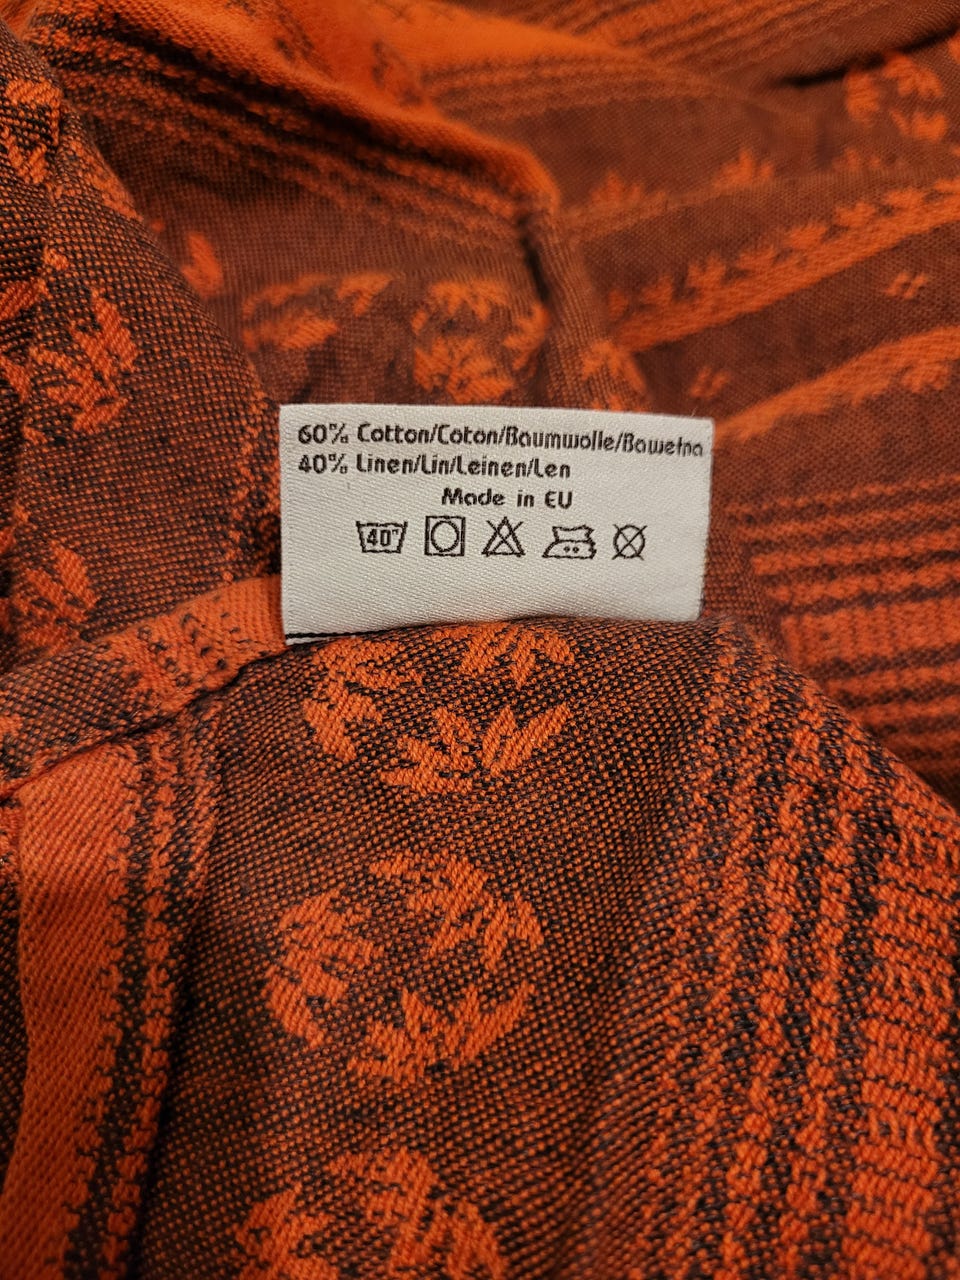 60% Cotton/Coton/Baumwolle/Bawełna
40% Linen/Lin/Leinen/Len
Made in EU
40°